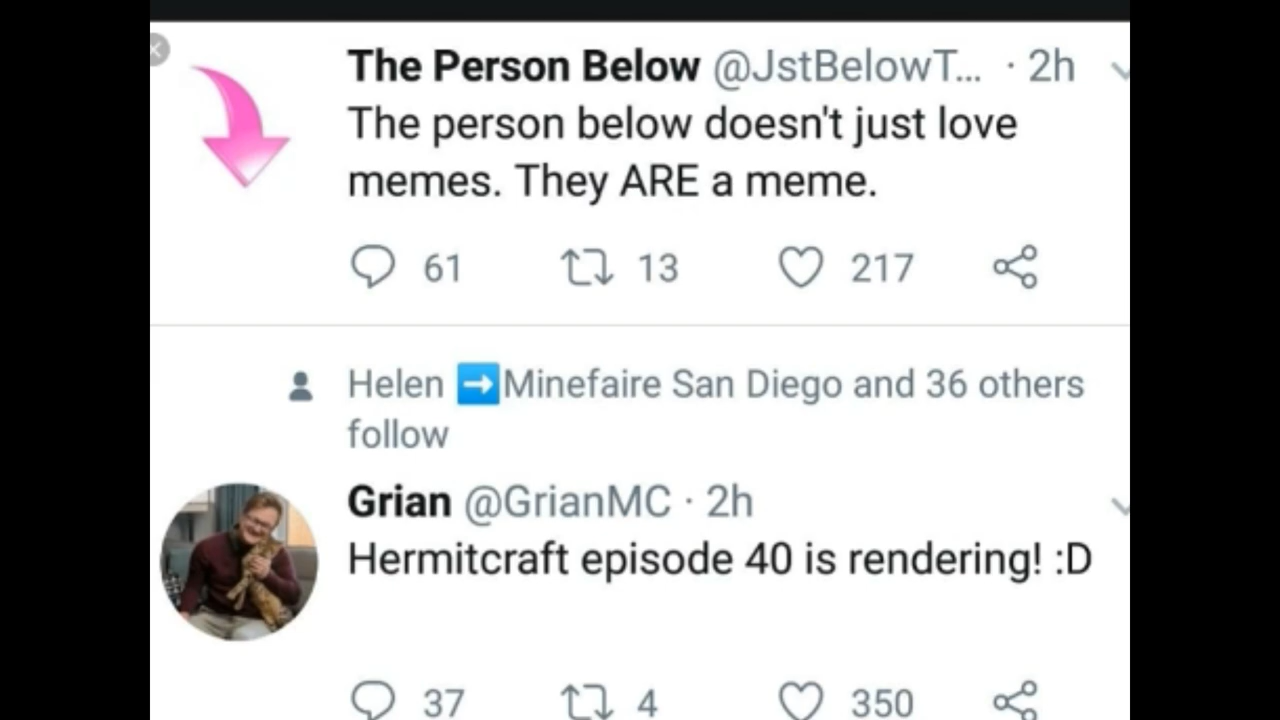 The Person Below @JstBelowT... · 2h
The person below doesn't just love
memes. They ARE a meme.
61 13 217
Helen ➡️Minefaire San Diego and 36 others
follow
Grian @GrianMC · 2h
Hermitcraft episode 40 is rendering! :D
37 4 350